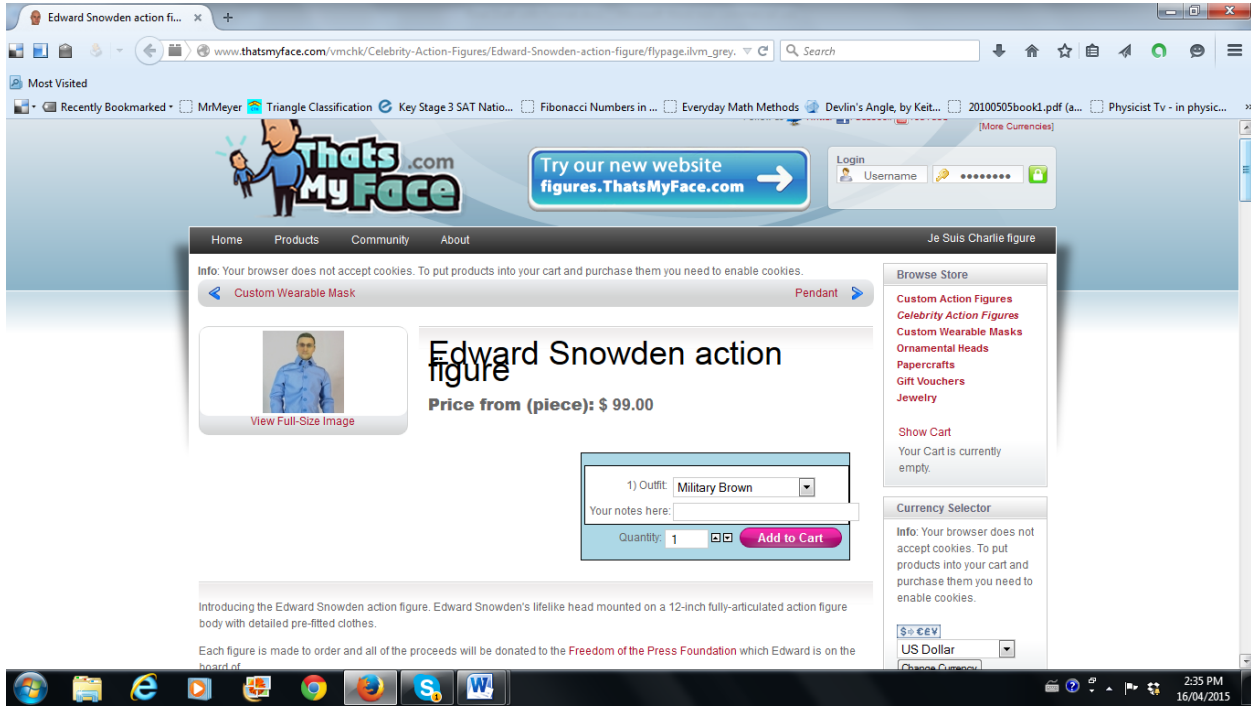 Edward Snowden action fi...
www.thatsmyface.com/vmchk/Celebrity-Action-Figures/Edward-Snowden-action-figure/flypage.ilvm_grey.
Search
Most Visited
Recently Bookmarked
MrMeyer
Triangle Classification
Key Stage 3 SAT Natio...
Fibonacci Numbers in ...
Everyday Math Methods
Devlin's Angle, by Keit...
20100505book1.pdf (a...
Physicist Tv - in physic...
[More Currencies]
Thats
MyFace
.com
Try our new website
figures.ThatsMyFace.com
Login
Username
Home Products Community About
Je Suis Charlie figure
Info: Your browser does not accept cookies. To put products into your cart and purchase them you need to enable cookies.
Custom Wearable Mask
Pendant
View Full-Size Image
Edward Snowden action
figure
Price from (piece): $ 99.00
1) Outfit: Military Brown
Your notes here:
Quantity: 1 Add to Cart
Introducing the Edward Snowden action figure. Edward Snowden's lifelike head mounted on a 12-inch fully-articulated action figure
body with detailed pre-fitted clothes.
Each figure is made to order and all of the proceeds will be donated to the Freedom of the Press Foundation which Edward is on the
board of
Browse Store
Custom Action Figures
Celebrity Action Figures
Custom Wearable Masks
Ornamental Heads
Papercrafts
Gift Vouchers
Jewelry
Show Cart
Your Cart is currently
empty.
Currency Selector
Info: Your browser does not
accept cookies. To put
products into your cart and
purchase them you need to
enable cookies.
US Dollar
Change Currency
2:35 PM
16/04/2015